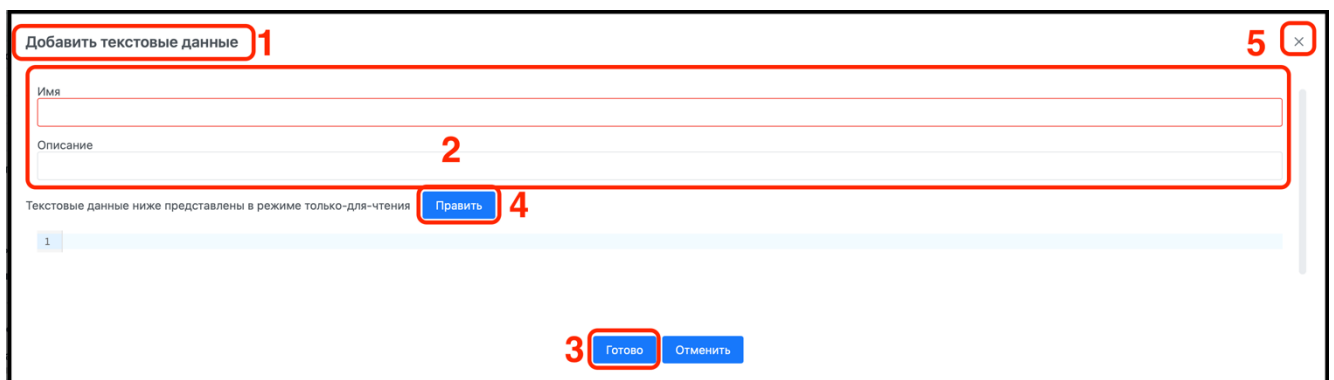 Добавить текстовые данные 1 5 ×
Имя
Описание
2
Текстовые данные ниже представлены в режиме только-для-чтения Править 4
1
3 Готово Отменить